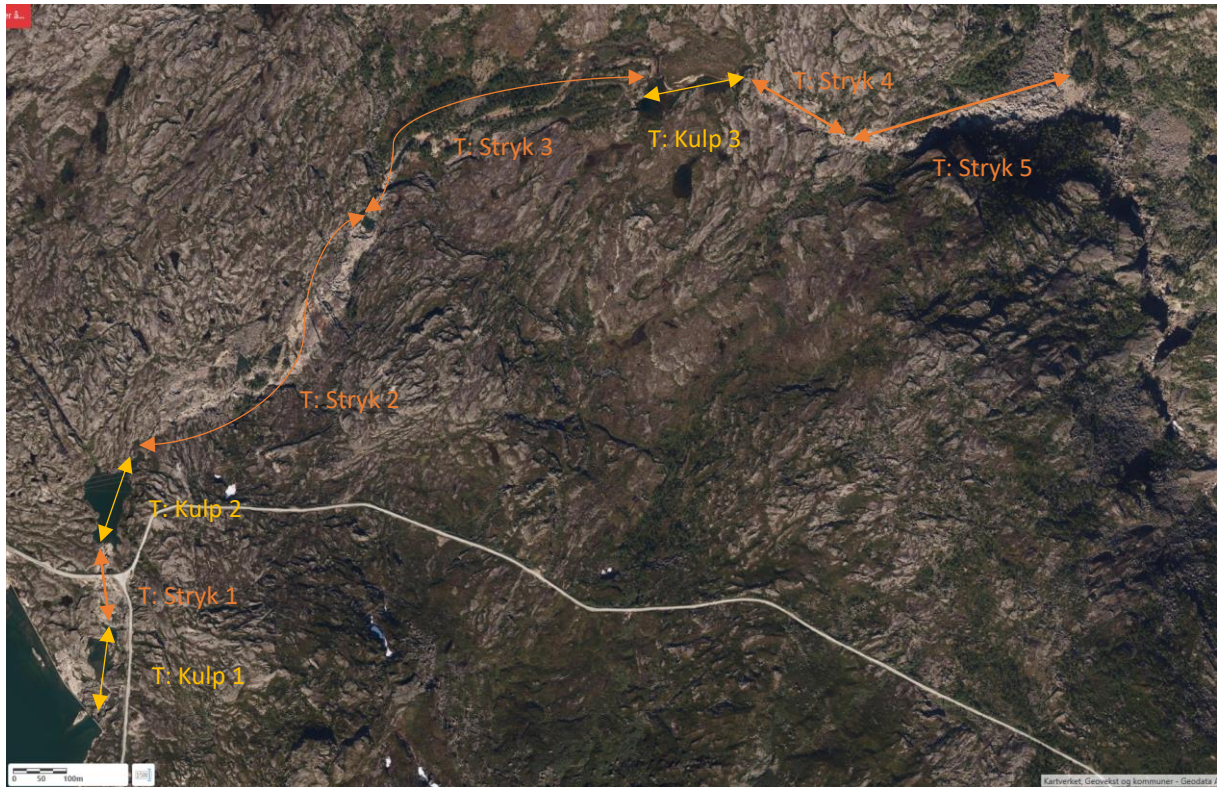 er å...
T: Stryk 4
T: Stryk 3
T: Kulp 3
T: Stryk 5
T: Stryk 2
T: Kulp 2
T: Stryk 1
T: Kulp 1
0 50 100m
Kartverket, Geovekst og kommuner - Geodata A